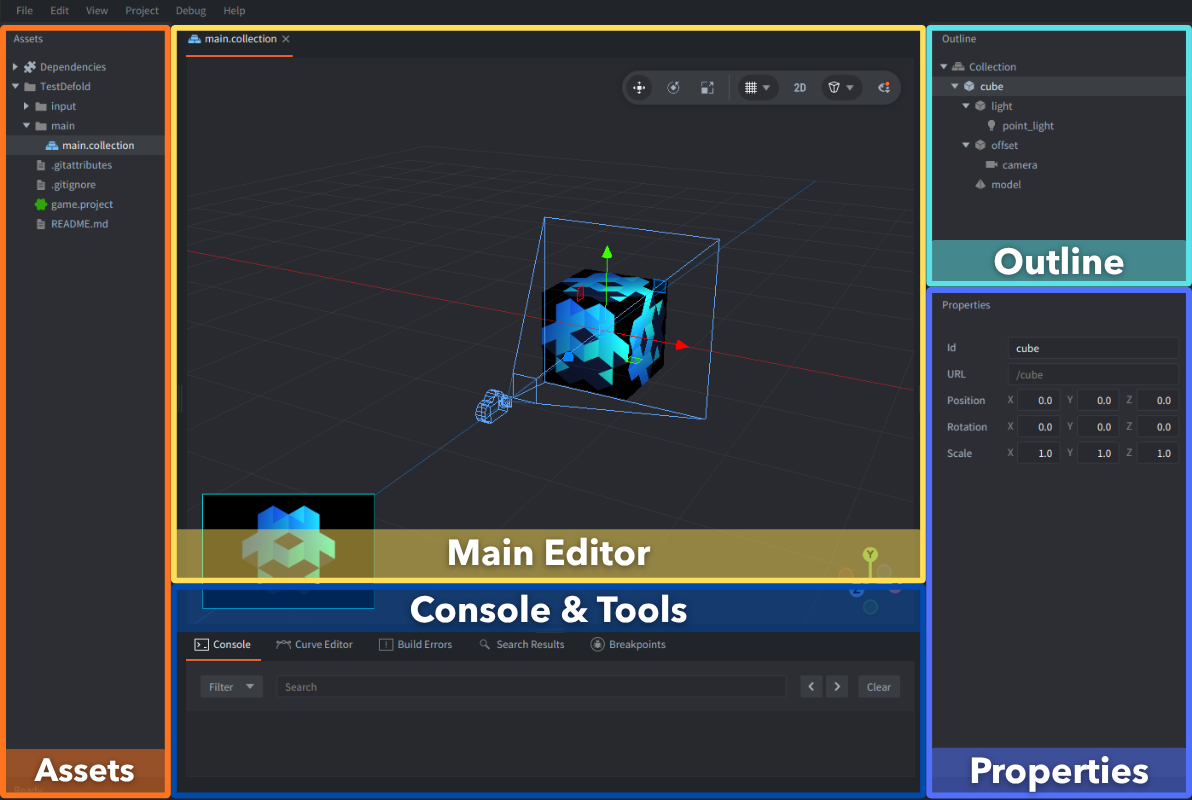 File Edit View Project Debug Help
Assets
Dependencies
TestDefold
input
main
main.collection
.gitattributes
.gitignore
game.project
README.md
Assets
main.collection
2D
Y
Z
Main Editor
Console & Tools
Console Curve Editor Build Errors Search Results Breakpoints
Filter Search Clear
Outline
Collection
cube
light
point_light
offset
camera
model
Outline
Properties
Id cube
URL /cube
Position X 0.0 Y 0.0 Z 0.0
Rotation X 0.0 Y 0.0 Z 0.0
Scale X 1.0 Y 1.0 Z 1.0
Properties